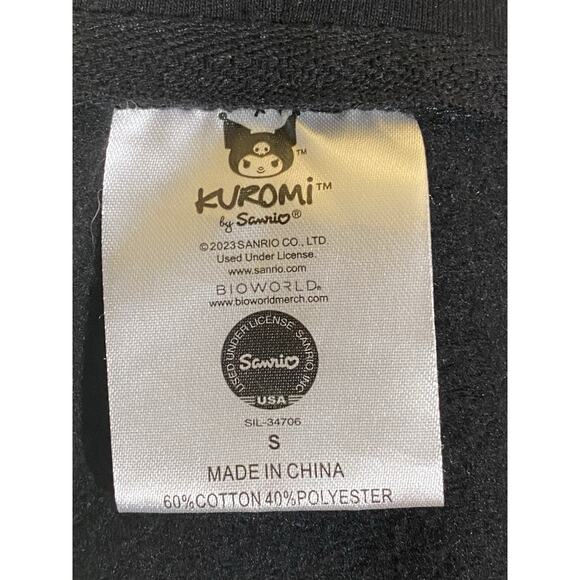 KUROMI™
by Sanrio®
©2023 SANRIO CO., LTD
Used Under License.
www.sanrio.com
BIOWORLD®
www.bioworldmerch.com
USED UNDER LICENSE SANRIO, INC.
Sanrio
USA
SIL-34706
S
MADE IN CHINA
60%COTTON 40%POLYESTER